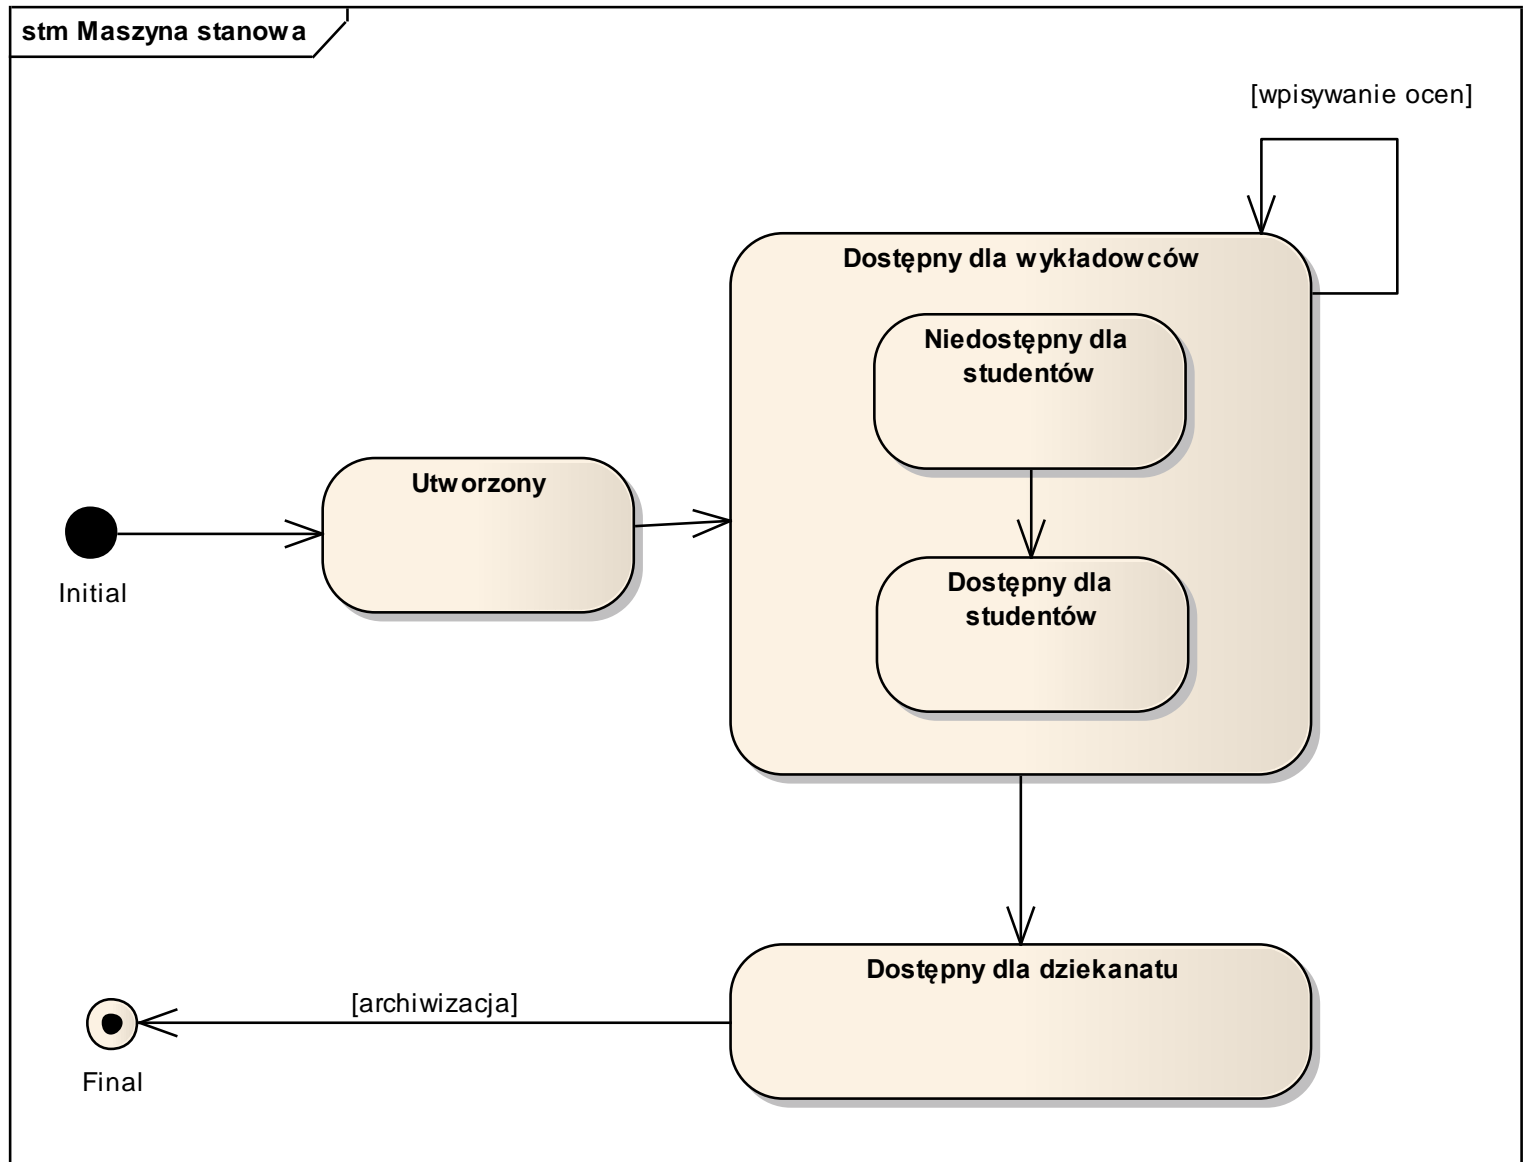 stm Maszyna stanowa
[wpisywanie ocen]
Dostępny dla wykładowców
Niedostępny dla
studentów
Utworzony
Initial
Dostępny dla
studentów
Dostępny dla dziekanatu
[archiwizacja]
Final